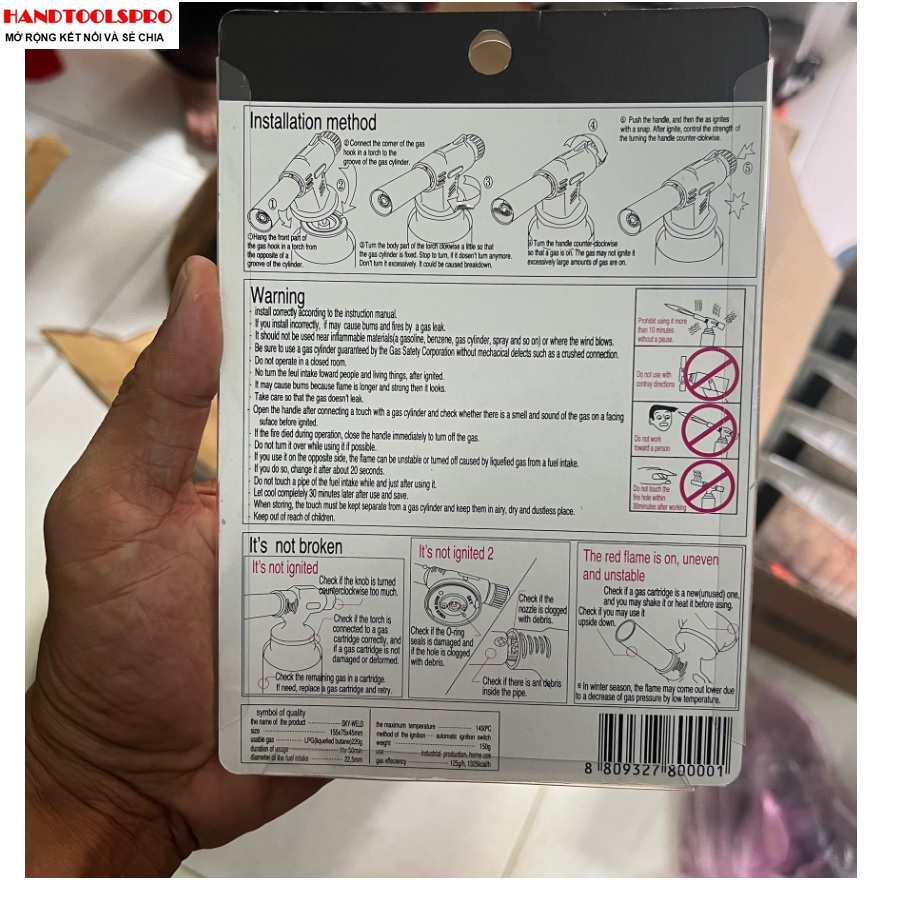 HANDTOOLSPRO
MỞ RỘNG KẾT NỐI VÀ SẺ CHIA
Installation method
①
②
③
④
⑤
②Connect the corner of the gas
hook in a torch to the
groove of the gas cylinder.
①Hang the front part of
the gas hook in a torch from
the opposite of a
groove of the cylinder.
③Turn the body part of the torch clockwise a little so that
the gas cylinder is fixed. Stop to turn, if it dosen't turn anymore.
Don't turn it excessively. It could be caused breakdown.
④Turn the handle counter-clockwise
so that a gas is on. The gas may not ignite it
excessively large amounts of gas are on.
⑤ Push the handle, and then the as ignites
with a snap. After ignite, control the strength of
the turning the handle counter-clokwise.
Warning
· Install correctly according to the instruction manual.
· If you install incorrectly, if may cause burns and fires by a gas leak.
· It should not be used near inflammable materials(a gasoline, benzene, gas cylinder, spray and so on) or where the wind blows.
· Be sure to use a gas cylinder guaranteed by the Gas Satety Corporation without mechacical defects such as a crushed connection.
· Do not operate in a closed room.
· No turn the feul intake toward people and living things, after ignited.
· It may cause burns because flame is longer and strong then it looks.
· Take care so that the gas doesn't leak.
· Open the handle after connecting a touch with a gas cylinder and check whether there is a smell and sound of the gas on a facing
suface before ignited.
· If the fire died during operation, close the handle immediately to turn off the gas.
· Do not turn it over while using it if possible.
· If you use it on the opposite side, the flame can be unstable or turned off caused by liquefied gas from a fuel intake.
· If you do so, change it after about 20 seconds.
· Do not touch a pipe of the fuel intake while and just after using it.
· Let cool completely 30 minutes later after use and save.
· When storing, the touch must be kept separate from a gas cylinder and keep them in airy, dry and dustless place.
· Keep out of reach of children.
Prohibit using it more
than 10 minutes
without a pause.
Do not use with
contray directions
Do not work
toward a person
Do not touch the
fire hole within
30minutes after working
It's not broken
It's not ignited
Check if the knob is turned
counterclockwise too much.
Check if the torch is
connected to a gas
cartridge correctly, and
if a gas cartridge is not
damaged or deformed.
Check the remaining gas in a cartridge.
If need, replace a gas cartridge and retry.
It's not ignited 2
Check if the
nozzle is clogged
with debris.
Check if the O-ring
seals is damaged and
if the hole is clogged
with debris.
Check if there is ant debris
inside the pipe.
The red flame is on, uneven
and unstable
Check if a gas cartridge is a new(unused) one,
and you may shake it or heat it before using.
Check if you may use it
upside down.
※In winter season, the flame may come out lower due
to a decrease of gas pressure by low temperature.
symbol of quality
the name of the product ---------- SKY-WELD
size ---------- 155x75x45mm
usable gas ---------- LPG(liquefied butane)220g
duration of usage ---------- 1hr 50min
diameter of the fuel intake ---------- 22.5mm
the maximum temperature ---------- 1450℃
method of the ignition ·· automatic ignition switch
weight ---------- 150g
use ---------- industrial-production, home use
gas effociency ---------- 125g/h, 1325kcal/h
8 809327 800001